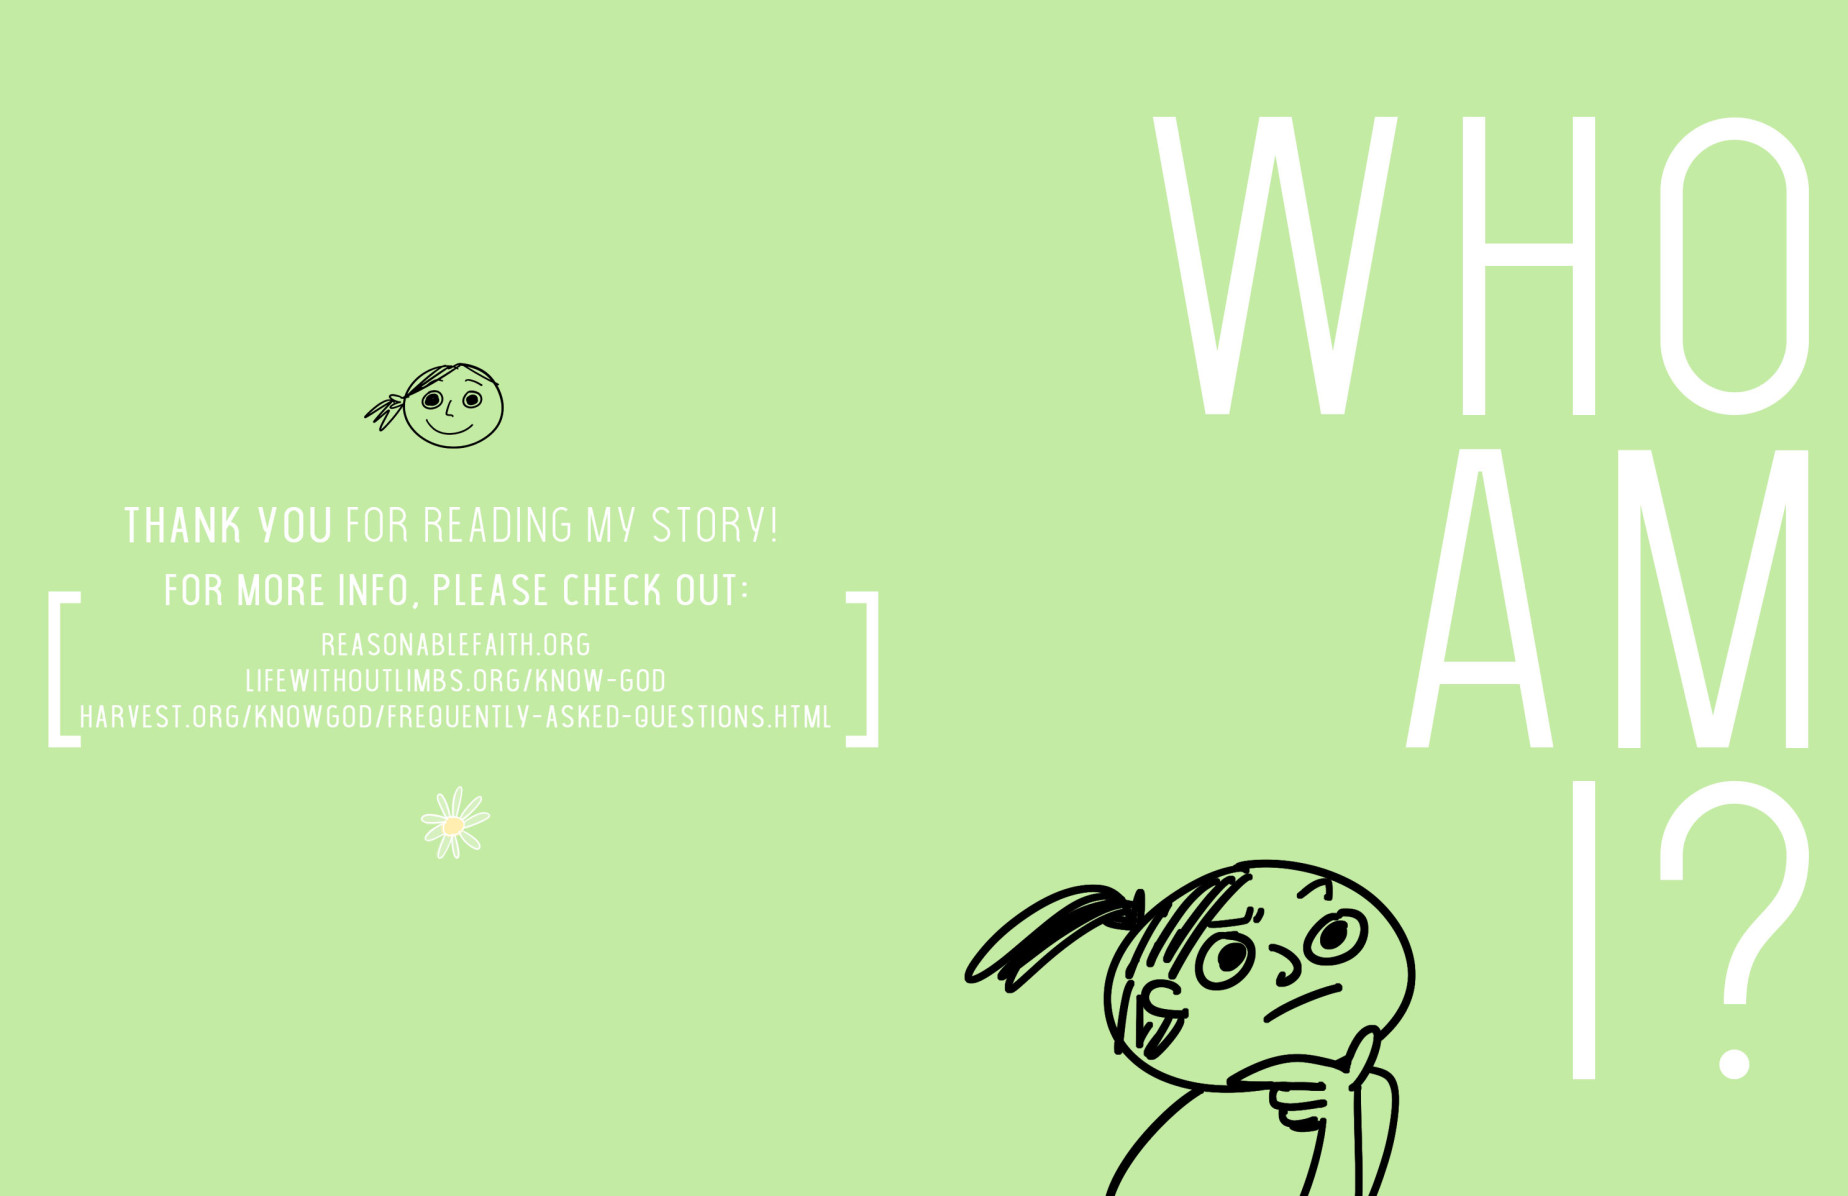 THANK YOU FOR READING MY STORY!
FOR MORE INFO, PLEASE CHECK OUT:
REASONABLEFAITH.ORG
LIFEWITHOUTLIMBS.ORG/KNOW-GOD
HARVEST.ORG/KNOWGOD/FREQUENTLY-ASKED-QUESTIONS.HTML
WHO
AM
I?